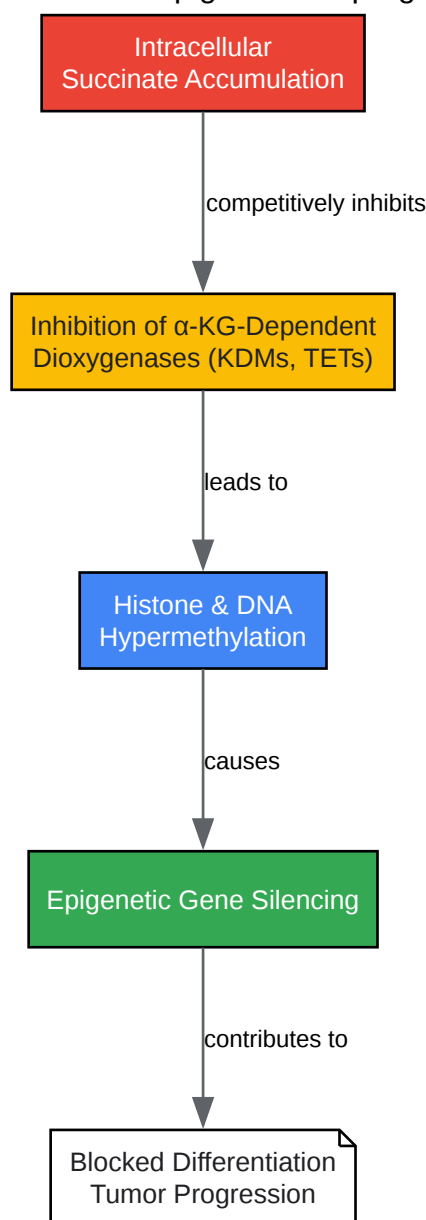 Intracellular
Succinate Accumulation
competitively inhibits
Inhibition of α-KG-Dependent
Dioxygenases (KDMs, TETs)
leads to
Histone & DNA
Hypermethylation
causes
Epigenetic Gene Silencing
contributes to
Blocked Differentiation
Tumor Progression